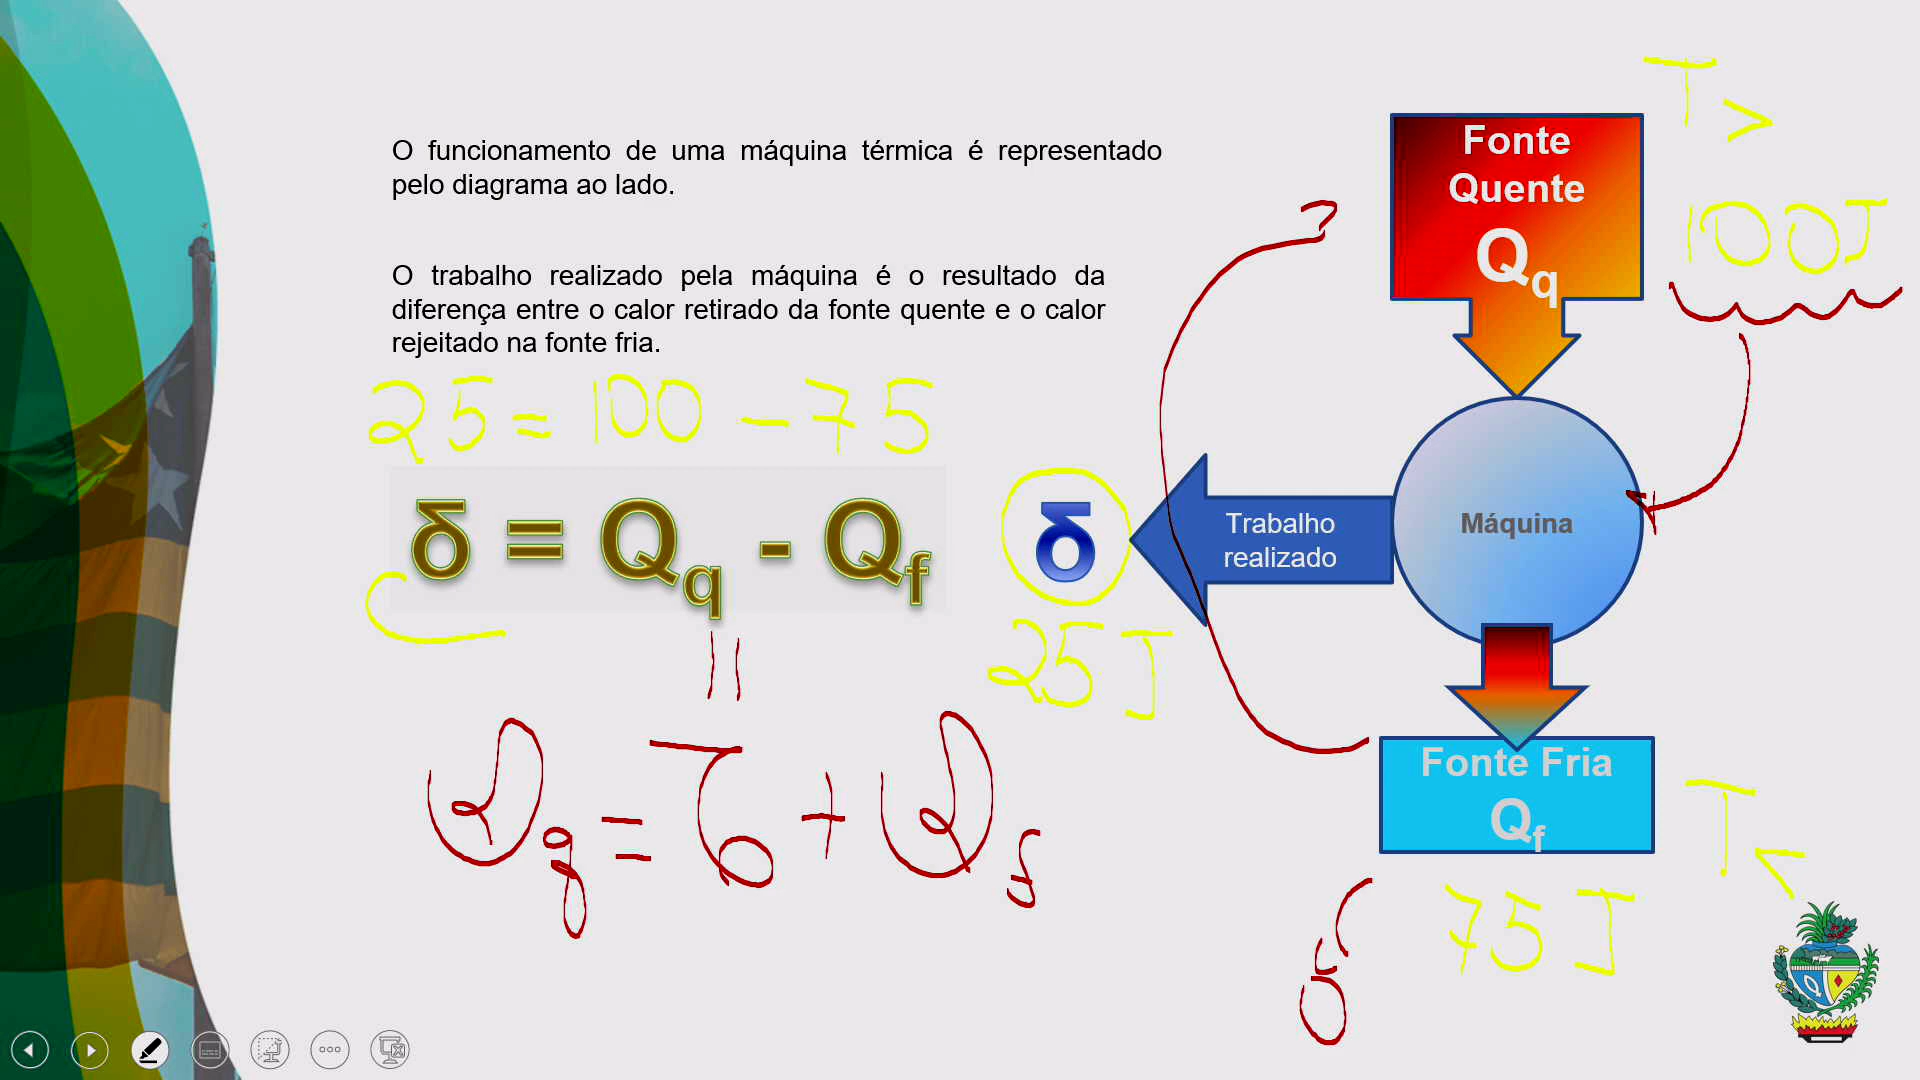 O funcionamento de uma máquina térmica é representado
pelo diagrama ao lado.
O trabalho realizado pela máquina é o resultado da
diferença entre o calor retirado da fonte quente e o calor
rejeitado na fonte fria.
25 = 100 - 75
δ = Qq - Qf
Qq = δ + Qf
δ
25J
Trabalho
realizado
T >
Fonte
Quente
Qq
100J
?
Máquina
Fonte Fria
Qf
T <
75J